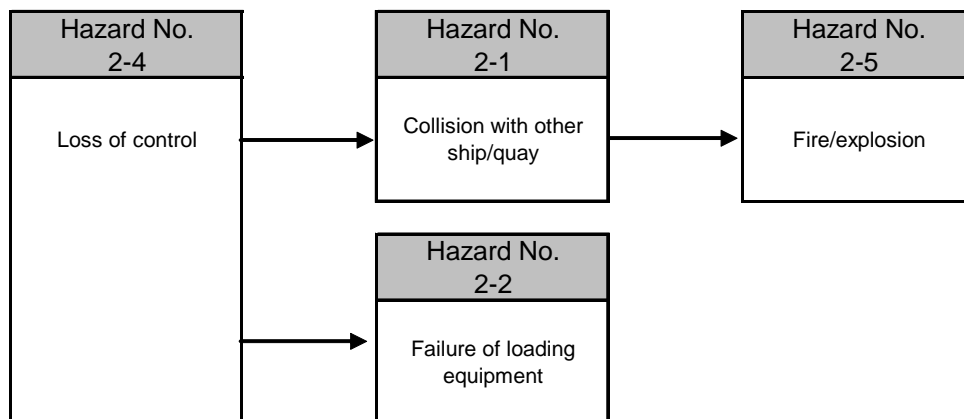 Hazard No.
2-4
Loss of control
Hazard No.
2-1
Collision with other
ship/quay
Hazard No.
2-5
Fire/explosion
Hazard No.
2-2
Failure of loading
equipment